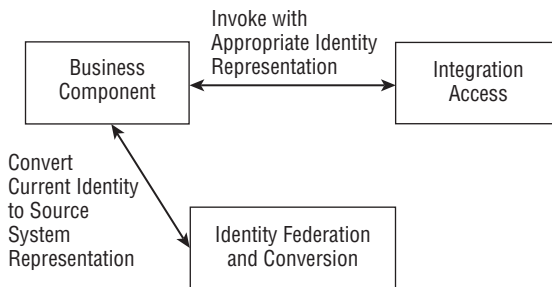 Invoke with
Appropriate Identity
Representation
Business
Component
Integration
Access
Convert
Current Identity
to Source
System
Representation
Identity Federation
and Conversion